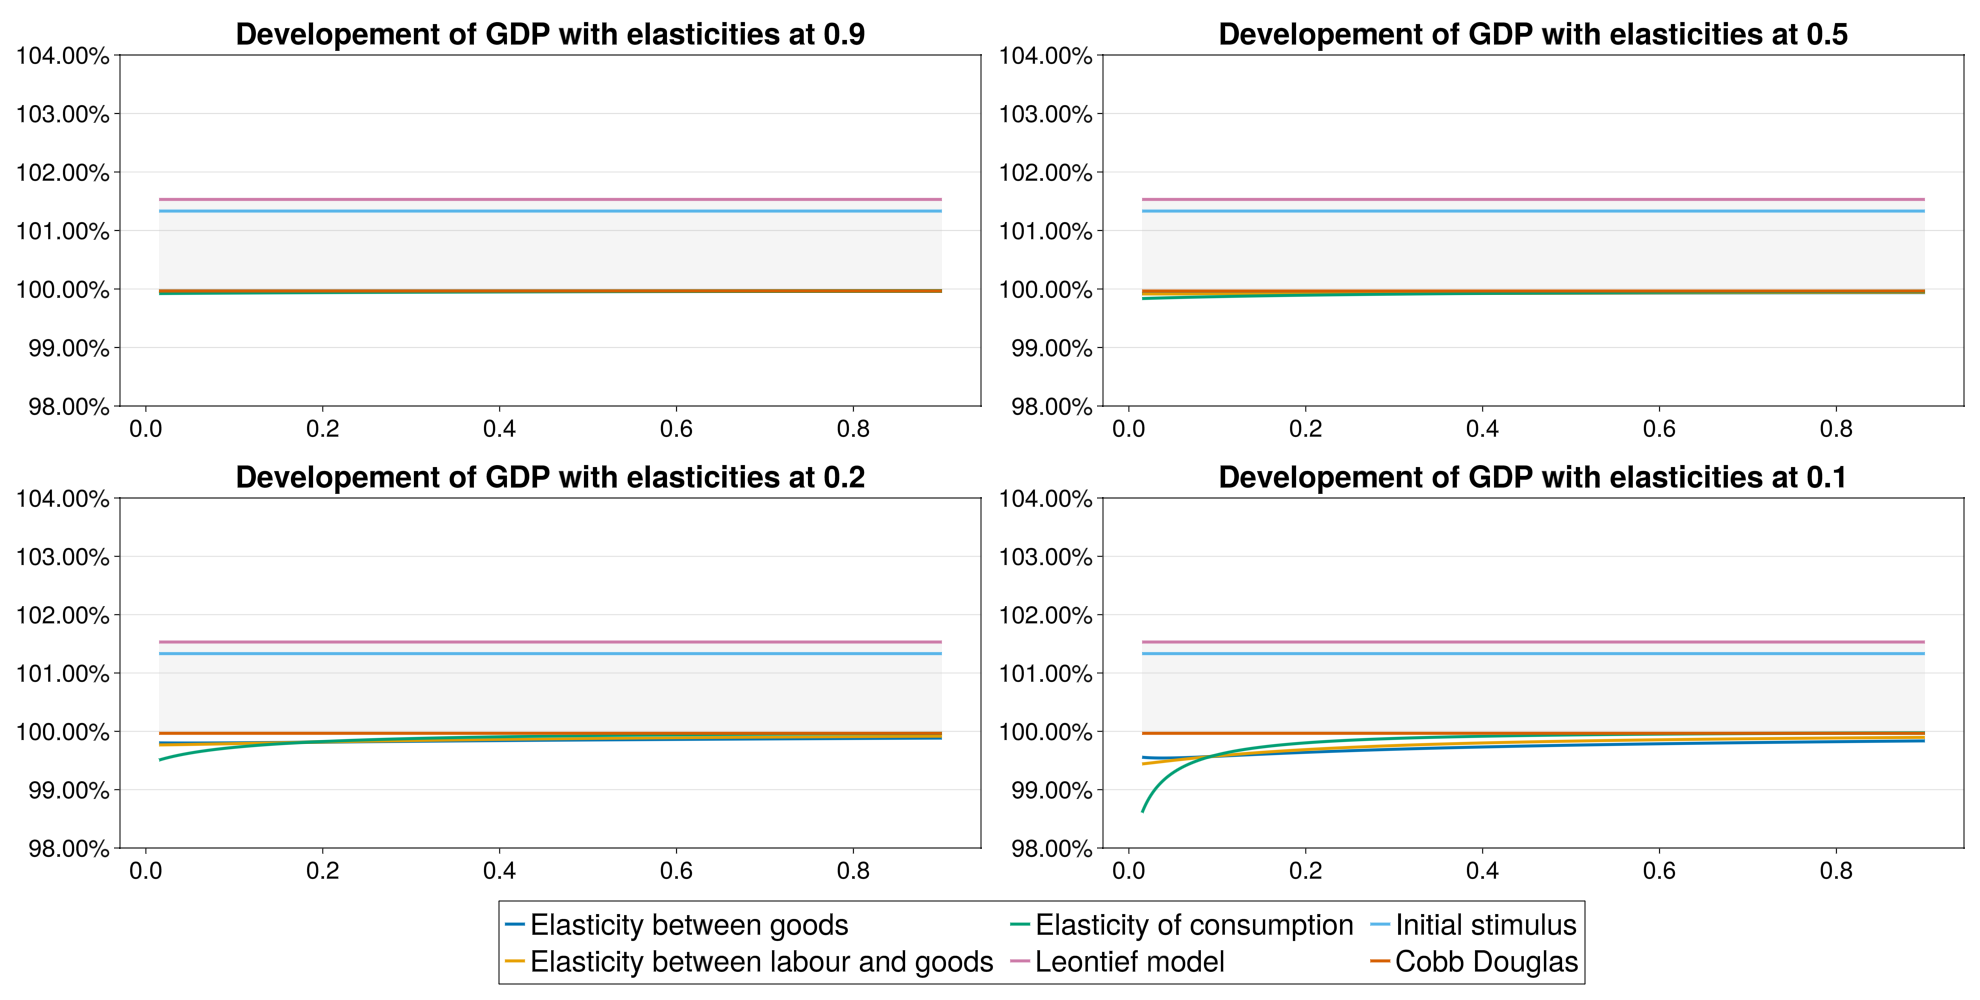 Developement of GDP with elasticities at 0.9
104.00%
103.00%
102.00%
101.00%
100.00%
99.00%
98.00%
0.0 0.2 0.4 0.6 0.8
Developement of GDP with elasticities at 0.5
104.00%
103.00%
102.00%
101.00%
100.00%
99.00%
98.00%
0.0 0.2 0.4 0.6 0.8
Developement of GDP with elasticities at 0.2
104.00%
103.00%
102.00%
101.00%
100.00%
99.00%
98.00%
0.0 0.2 0.4 0.6 0.8
Developement of GDP with elasticities at 0.1
104.00%
103.00%
102.00%
101.00%
100.00%
99.00%
98.00%
0.0 0.2 0.4 0.6 0.8
Elasticity between goods Elasticity of consumption Initial stimulus
Elasticity between labour and goods Leontief model Cobb Douglas